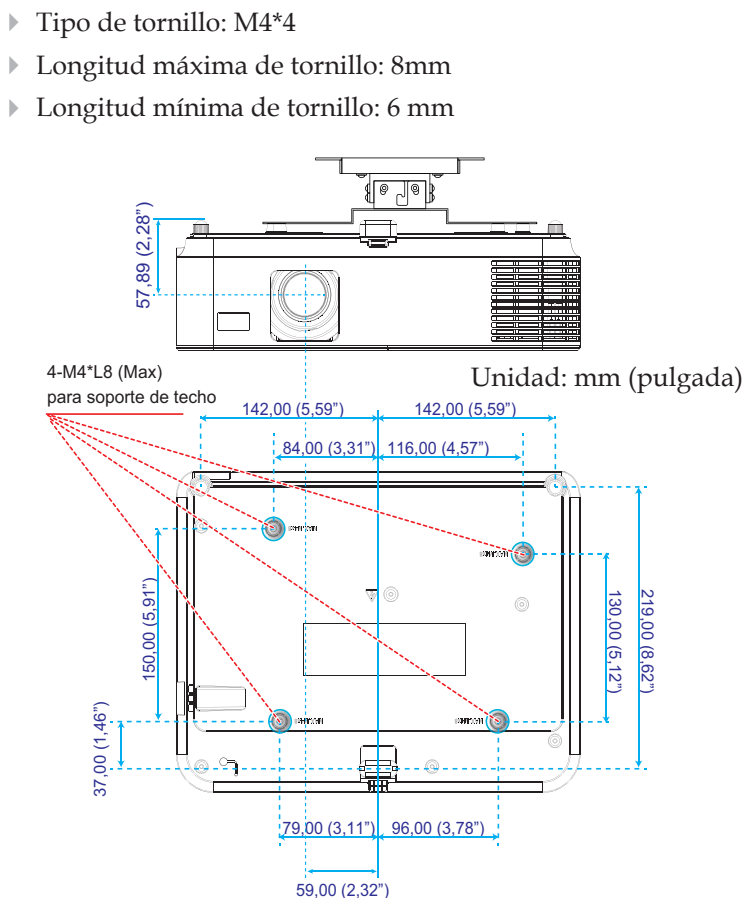 Tipo de tornillo: M4*4
Longitud máxima de tornillo: 8mm
Longitud mínima de tornillo: 6 mm
57,89 (2,28”)
4-M4*L8 (Max)
para soporte de techo
Unidad: mm (pulgada)
142,00 (5,59”)
142,00 (5,59”)
84,00 (3,31”)
116,00 (4,57”)
150,00 (5,91”)
130,00 (5,12”)
219,00 (8,62”)
37,00 (1,46”)
79,00 (3,11”)
96,00 (3,78”)
59,00 (2,32”)